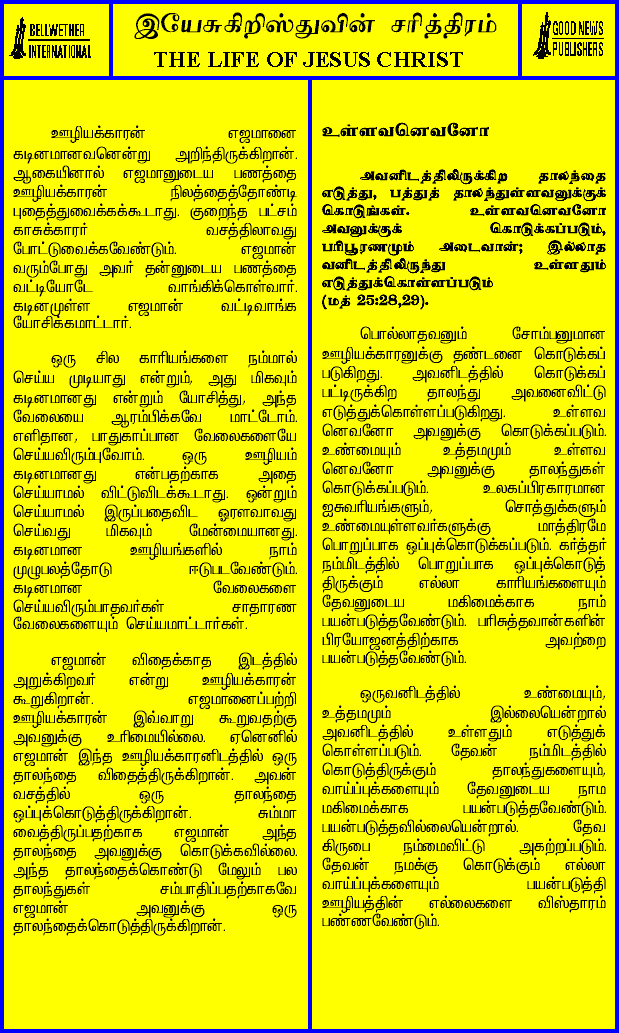 BELLWETHER
INTERNATIONAL
இயேசுகிறிஸ்துவின் சரித்திரம்
THE LIFE OF JESUS CHRIST
GOOD NEWS
PUBLISHERS
ஊழியக்காரன் எஜமானை
கடினமானவனென்று அறிந்திருக்கிறான்.
ஆகையினால் எஜமானுடைய பணத்தை
ஊழியக்காரன் நிலத்தைத்தோண்டி
புதைத்துவைக்கக்கூடாது. குறைந்த பட்சம்
காசுக்காரர் வசத்திலாவது
போட்டுவைக்கவேண்டும். எஜமான்
வரும்போது அவர் தன்னுடைய பணத்தை
வட்டியோடே வாங்கிக்கொள்வார்.
கடினமுள்ள எஜமான் வட்டிவாங்க
யோசிக்கமாட்டார்.
ஒரு சில காரியங்களை நம்மால்
செய்ய முடியாது என்றும், அது மிகவும்
கடினமானது என்றும் யோசித்து, அந்த
வேலையை ஆரம்பிக்கவே மாட்டோம்.
எளிதான, பாதுகாப்பான வேலைகளையே
செய்யவிரும்புவோம். ஒரு ஊழியம்
கடினமானது என்பதற்காக அதை
செய்யாமல் விட்டுவிடக்கூடாது. ஒன்றும்
செய்யாமல் இருப்பதைவிட ஓரளவாவது
செய்வது மிகவும் மேன்மையானது.
கடினமான ஊழியங்களில் நாம்
முழுபலத்தோடு ஈடுபடவேண்டும்.
கடினமான வேலைகளை
செய்யவிரும்பாதவர்கள் சாதாரண
வேலைகளையும் செய்யமாட்டார்கள்.
எஜமான் விதைக்காத இடத்தில்
அறுக்கிறவர் என்று ஊழியக்காரன்
கூறுகிறான். எஜமானைப்பற்றி
ஊழியக்காரன் இவ்வாறு கூறுவதற்கு
அவனுக்கு உரிமையில்லை. ஏனெனில்
எஜமான் இந்த ஊழியக்காரனிடத்தில் ஒரு
தாலந்தை விதைத்திருக்கிறான். அவன்
வசத்தில் ஒரு தாலந்தை
ஒப்புக்கொடுத்திருக்கிறான். சும்மா
வைத்திருப்பதற்காக எஜமான் அந்த
தாலந்தை அவனுக்கு கொடுக்கவில்லை.
அந்த தாலந்தைக்கொண்டு மேலும் பல
தாலந்துகள் சம்பாதிப்பதற்காகவே
எஜமான் அவனுக்கு ஒரு
தாலந்தைக்கொடுத்திருக்கிறான்.
உள்ளவனெவனோ
அவனிடத்திலிருக்கிற தாலந்தை
எடுத்து, பத்துத் தாலந்துள்ளவனுக்குக்
கொடுங்கள். உள்ளவனெவனோ
அவனுக்குக் கொடுக்கப்படும்,
பரிபூரணமும் அடைவான்; இல்லாத
வனிடத்திலிருந்து உள்ளதும்
எடுத்துக்கொள்ளப்படும்
(மத் 25:28,29).
பொல்லாதவனும் சோம்பனுமான
ஊழியக்காரனுக்கு தண்டனை கொடுக்கப்
படுகிறது. அவனிடத்தில் கொடுக்கப்
பட்டிருக்கிற தாலந்து அவனைவிட்டு
எடுத்துக்கொள்ளப்படுகிறது. உள்ளவ
னெவனோ அவனுக்கு கொடுக்கப்படும்.
உண்மையும் உத்தமமும் உள்ளவ
னெவனோ அவனுக்கு தாலந்துகள்
கொடுக்கப்படும். உலகப்பிரகாரமான
ஐசுவரியங்களும், சொத்துக்களும்
உண்மையுள்ளவர்களுக்கு மாத்திரமே
பொறுப்பாக ஒப்புக்கொடுக்கப்படும். கர்த்தர்
நம்மிடத்தில் பொறுப்பாக ஒப்புக்கொடுத்
திருக்கும் எல்லா காரியங்களையும்
தேவனுடைய மகிமைக்காக நாம்
பயன்படுத்தவேண்டும். பரிசுத்தவான்களின்
பிரயோஜனத்திற்காக அவற்றை
பயன்படுத்தவேண்டும்.
ஒருவனிடத்தில் உண்மையும்,
உத்தமமும் இல்லையென்றால்
அவனிடத்தில் உள்ளதும் எடுத்துக்
கொள்ளப்படும். தேவன் நம்மிடத்தில்
கொடுத்திருக்கும் தாலந்துகளையும்,
வாய்ப்புக்களையும் தேவனுடைய நாம
மகிமைக்காக பயன்படுத்தவேண்டும்.
பயன்படுத்தவில்லையென்றால். தேவ
கிருபை நம்மைவிட்டு அகற்றப்படும்.
தேவன் நமக்கு கொடுக்கும் எல்லா
வாய்ப்புக்களையும் பயன்படுத்தி
ஊழியத்தின் எல்லைகளை விஸ்தாரம்
பண்ணவேண்டும்.